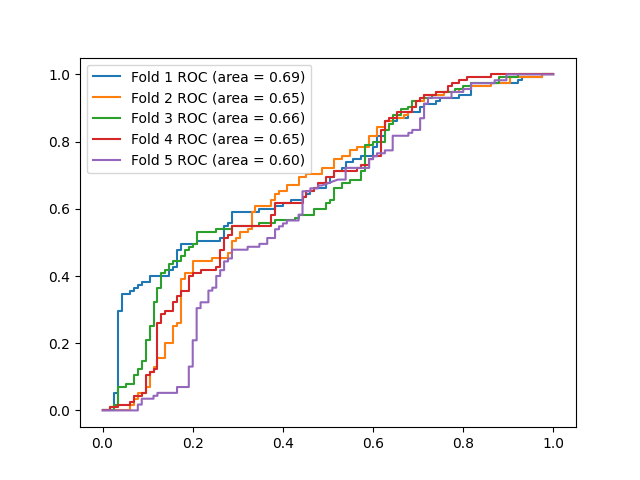 Fold 1 ROC (area = 0.69)
Fold 2 ROC (area = 0.65)
Fold 3 ROC (area = 0.66)
Fold 4 ROC (area = 0.65)
Fold 5 ROC (area = 0.60)
1.0
0.8
0.6
0.4
0.2
0.0
0.0 0.2 0.4 0.6 0.8 1.0